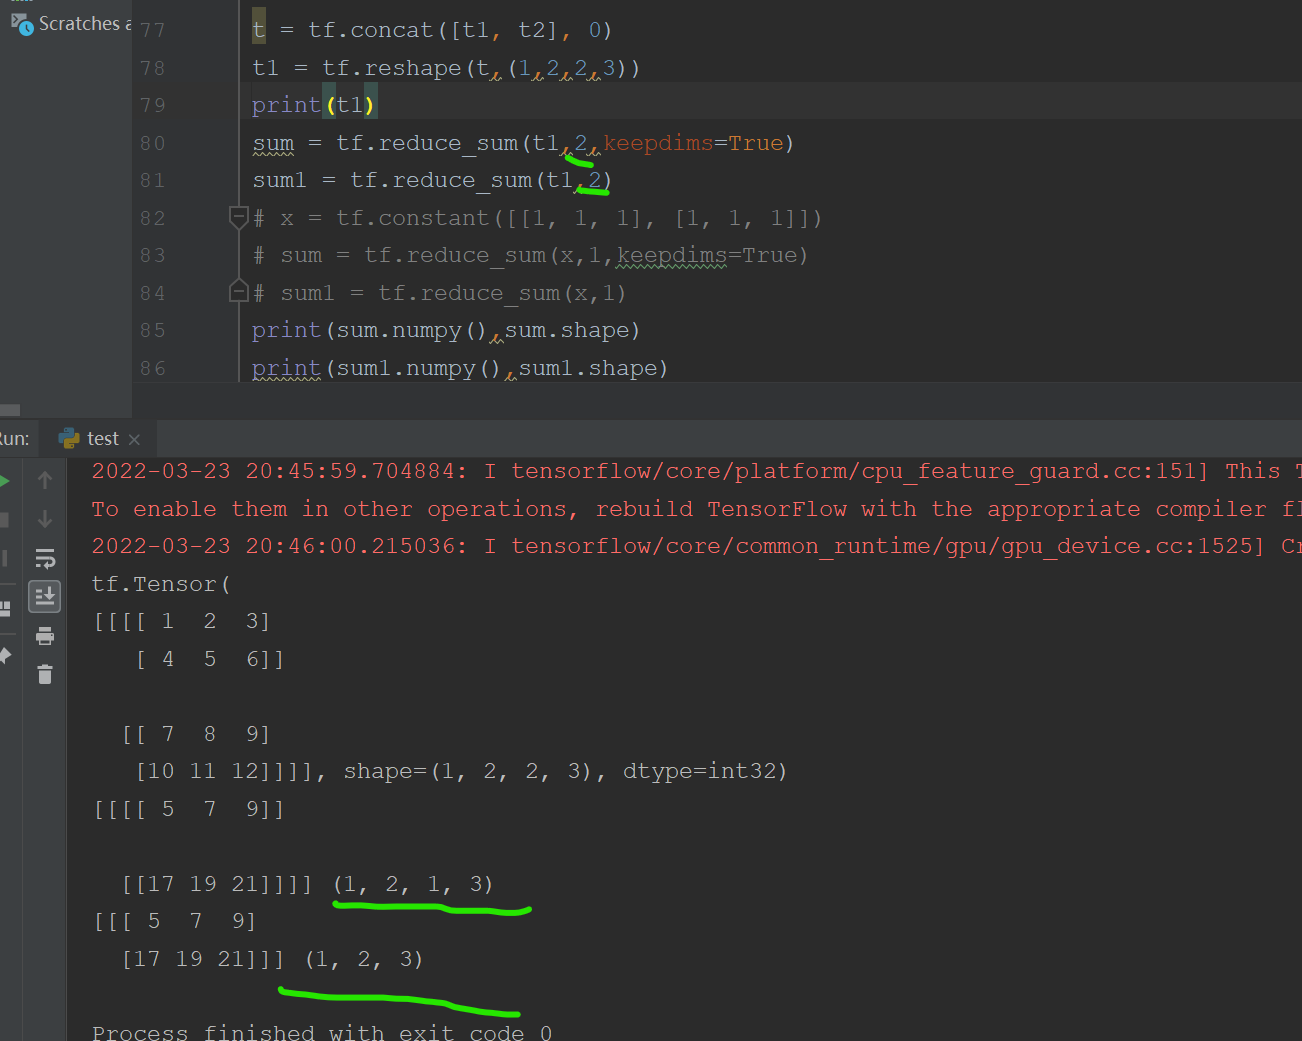 Scratches a
77 t = tf.concat([t1, t2], 0)
78 t1 = tf.reshape(t,(1,2,2,3))
79 print(t1)
80 sum = tf.reduce_sum(t1,2,keepdims=True)
81 sum1 = tf.reduce_sum(t1,2)
82 # x = tf.constant([[1, 1, 1], [1, 1, 1]])
83 # sum = tf.reduce_sum(x,1,keepdims=True)
84 # sum1 = tf.reduce_sum(x,1)
85 print(sum.numpy(),sum.shape)
86 print(sum1.numpy(),sum1.shape)
Run: test
2022-03-23 20:45:59.704884: I tensorflow/core/platform/cpu_feature_guard.cc:151] This T
To enable them in other operations, rebuild TensorFlow with the appropriate compiler fl
2022-03-23 20:46:00.215036: I tensorflow/core/common_runtime/gpu/gpu_device.cc:1525] Cr
tf.Tensor(
[[[[ 1  2  3]
[ 4  5  6]]
[[ 7  8  9]
[10 11 12]]]], shape=(1, 2, 2, 3), dtype=int32)
[[[[ 5  7  9]]
[[17 19 21]]]] (1, 2, 1, 3)
[[[ 5  7  9]
[17 19 21]]] (1, 2, 3)
Process finished with exit code 0